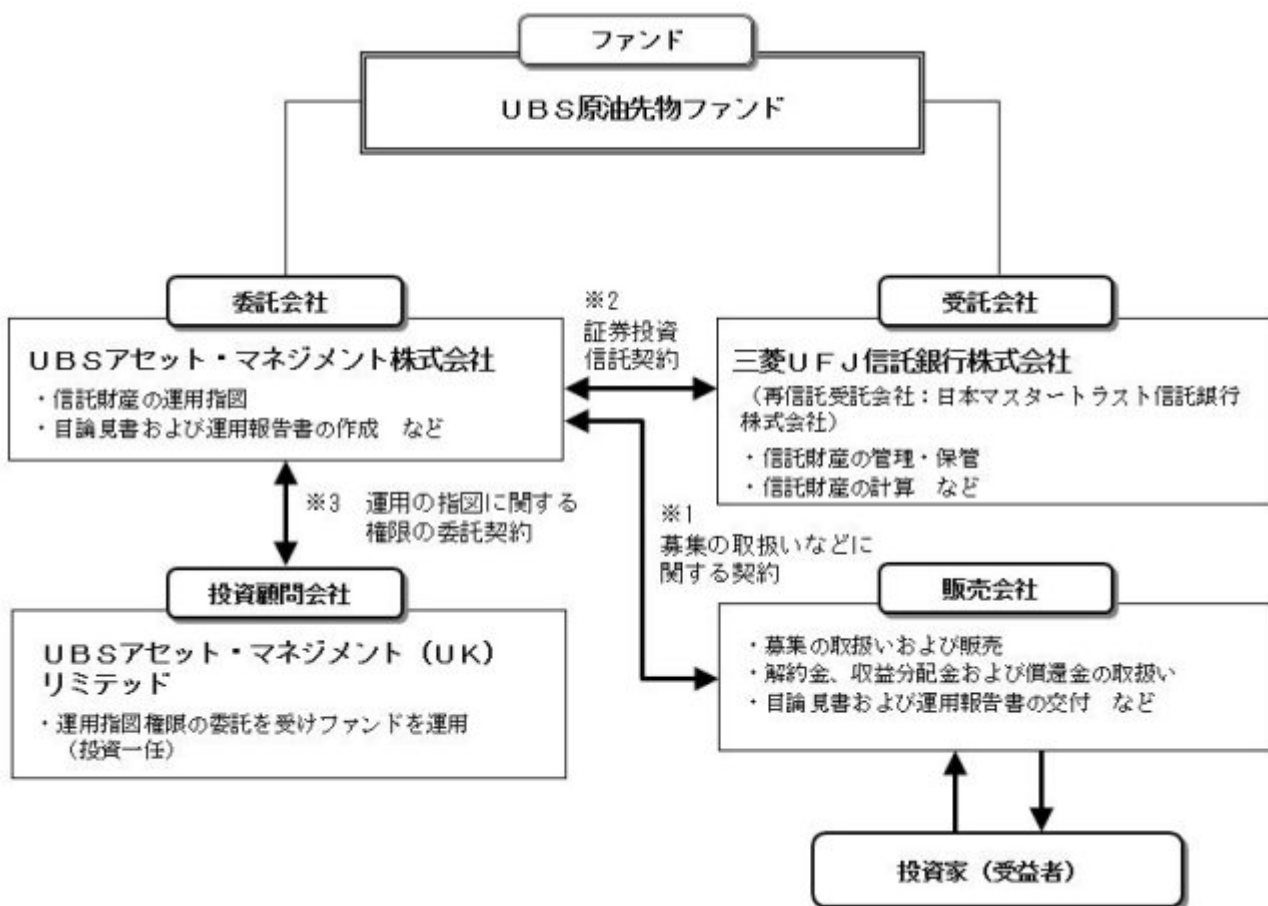 ファンド
UBS原油先物ファンド
委託会社
UBSアセット・マネジメント株式会社
・信託財産の運用指図
・目論見書および運用報告書の作成 など
※2
証券投資
信託契約
受託会社
三菱UFJ信託銀行株式会社
(再信託受託会社:日本マスタートラスト信託銀行
株式会社)
・信託財産の管理・保管
・信託財産の計算 など
※3 運用の指図に関する
権限の委託契約
※1
募集の取扱いなどに
関する契約
投資顧問会社
UBSアセット・マネジメント(UK)
リミテッド
・運用指図権限の委託を受けファンドを運用
(投資一任)
販売会社
・募集の取扱いおよび販売
・解約金、収益分配金および償還金の取扱い
・目論見書および運用報告書の交付 など
投資家(受益者)